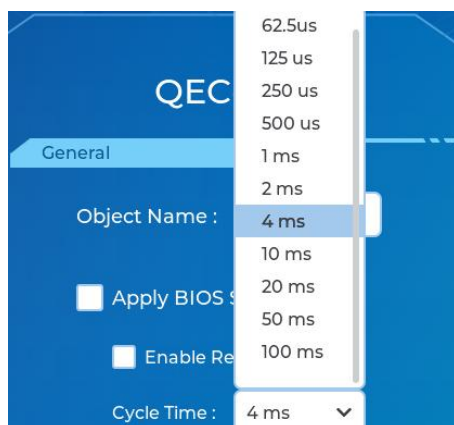 62.5us
125 us
QEC
250 us
500 us
General
1 ms
2 ms
Object Name :
4 ms
10 ms
Apply BIOS
20 ms
50 ms
Enable Re
100 ms
Cycle Time :
4 ms